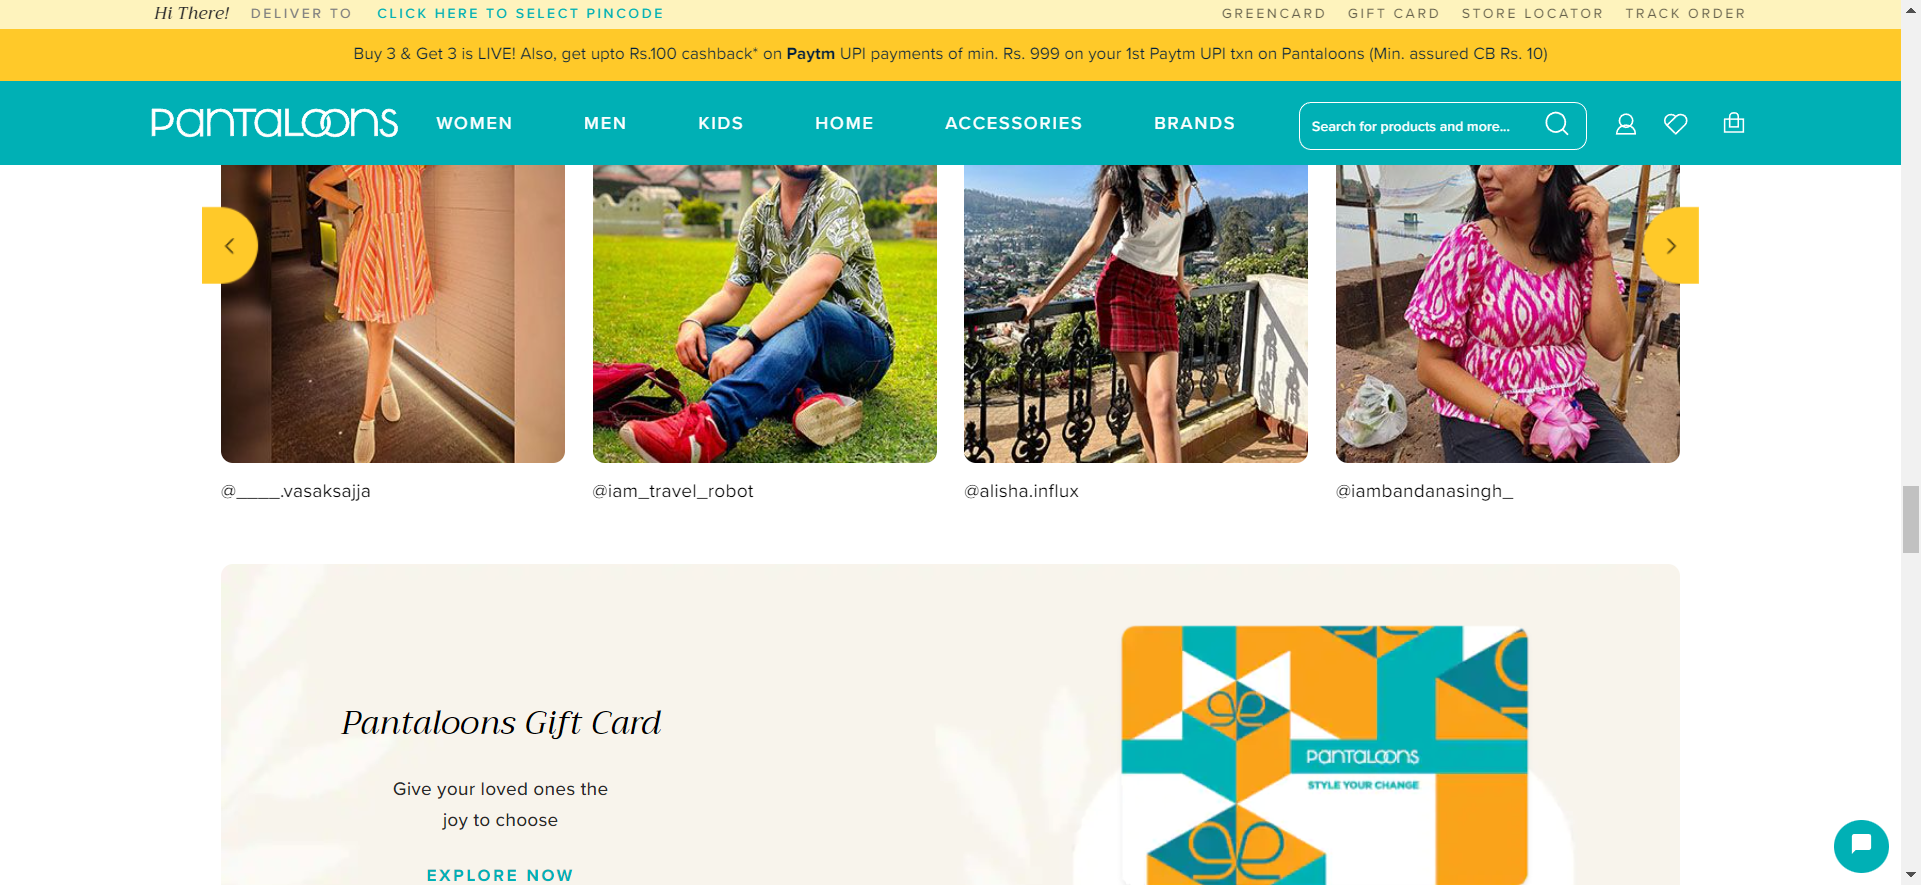 Hi There! DELIVER TO CLICK HERE TO SELECT PINCODE GREENCARD GIFT CARD STORE LOCATOR TRACK ORDER
Buy 3 & Get 3 is LIVE! Also, get upto Rs.100 cashback* on Paytm UPI payments of min. Rs. 999 on your 1st Paytm UPI txn on Pantaloons (Min. assured CB Rs. 10)
PANTALOONS WOMEN MEN KIDS HOME ACCESSORIES BRANDS Search for products and more...
@____.vasaksajja @iam_travel_robot @alisha.influx @iambandanasingh_
Pantaloons Gift Card
Give your loved ones the
joy to choose
EXPLORE NOW
PANTALOONS
STYLE YOUR CHANGE